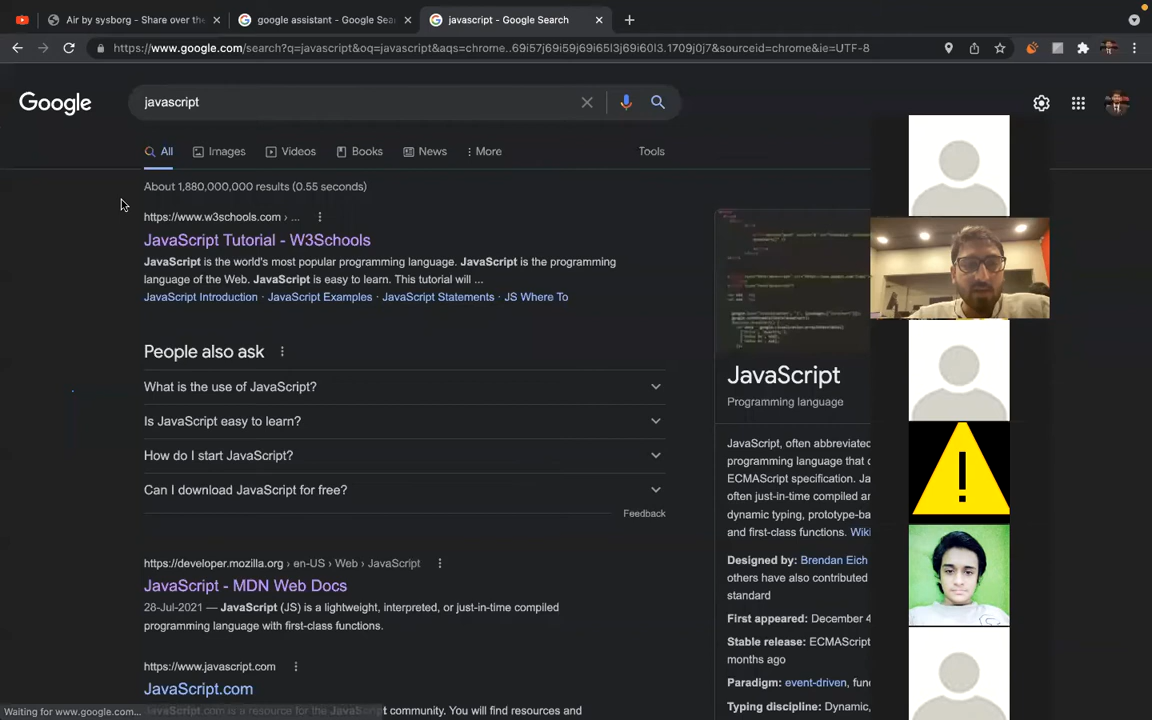 Air by sysborg - Share over the
google assistant - Google Sear
javascript - Google Search
https://www.google.com/search?q=javascript&oq=javascript&aqs=chrome..69i57j69i59j69i65l3j69i60l3.1709j0j7&sourceid=chrome&ie=UTF-8
Google
javascript
All
Images
Videos
Books
News
More
Tools
About 1,880,000,000 results (0.55 seconds)
https://www.w3schools.com › ...
JavaScript Tutorial - W3Schools
JavaScript is the world's most popular programming language. JavaScript is the programming
language of the Web. JavaScript is easy to learn. This tutorial will ...
JavaScript Introduction · JavaScript Examples · JavaScript Statements · JS Where To
People also ask
What is the use of JavaScript?
Is JavaScript easy to learn?
How do I start JavaScript?
Can I download JavaScript for free?
Feedback
https://developer.mozilla.org › en-US › Web › JavaScript
JavaScript - MDN Web Docs
28-Jul-2021 — JavaScript (JS) is a lightweight, interpreted, or just-in-time compiled
programming language with first-class functions.
https://www.javascript.com
JavaScript.com
JavaScript.com is a resource for the JavaScript community. You will find resources and
Waiting for www.google.com...
JavaScript
Programming language
JavaScript, often abbreviated
programming language that c
ECMAScript specification. Ja
often just-in-time compiled ar
dynamic typing, prototype-ba
and first-class functions. Wiki
Designed by: Brendan Eich
others have also contributed
standard
First appeared: December 4
Stable release: ECMAScript
months ago
Paradigm: event-driven, func
Typing discipline: Dynamic,
!